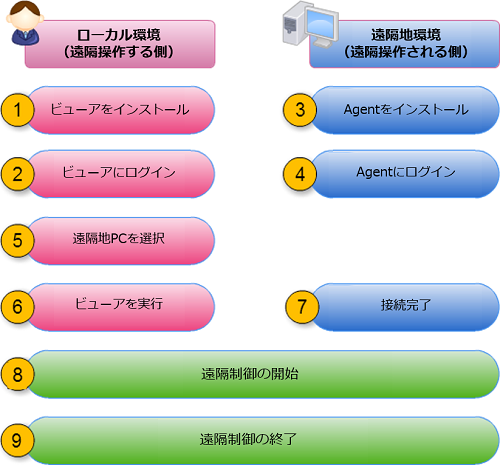 ローカル環境
（遠隔操作する側）
遠隔地環境
（遠隔操作される側）
1 ビューアをインストール
3 Agentをインストール
2 ビューアにログイン
4 Agentにログイン
5 遠隔地PCを選択
6 ビューアを実行
7 接続完了
8 遠隔制御の開始
9 遠隔制御の終了